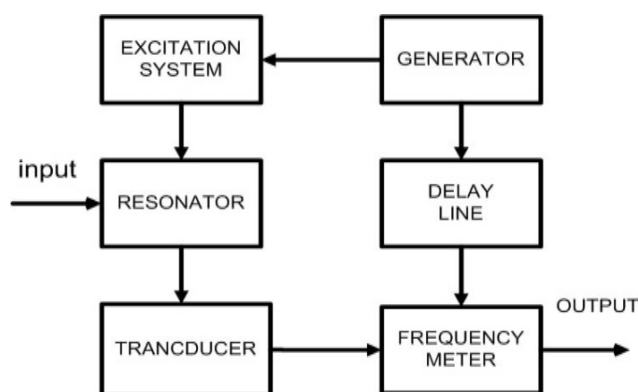 EXCITATION
SYSTEM
GENERATOR
input
RESONATOR
DELAY
LINE
TRANCDUCER
FREQUENCY
METER
OUTPUT